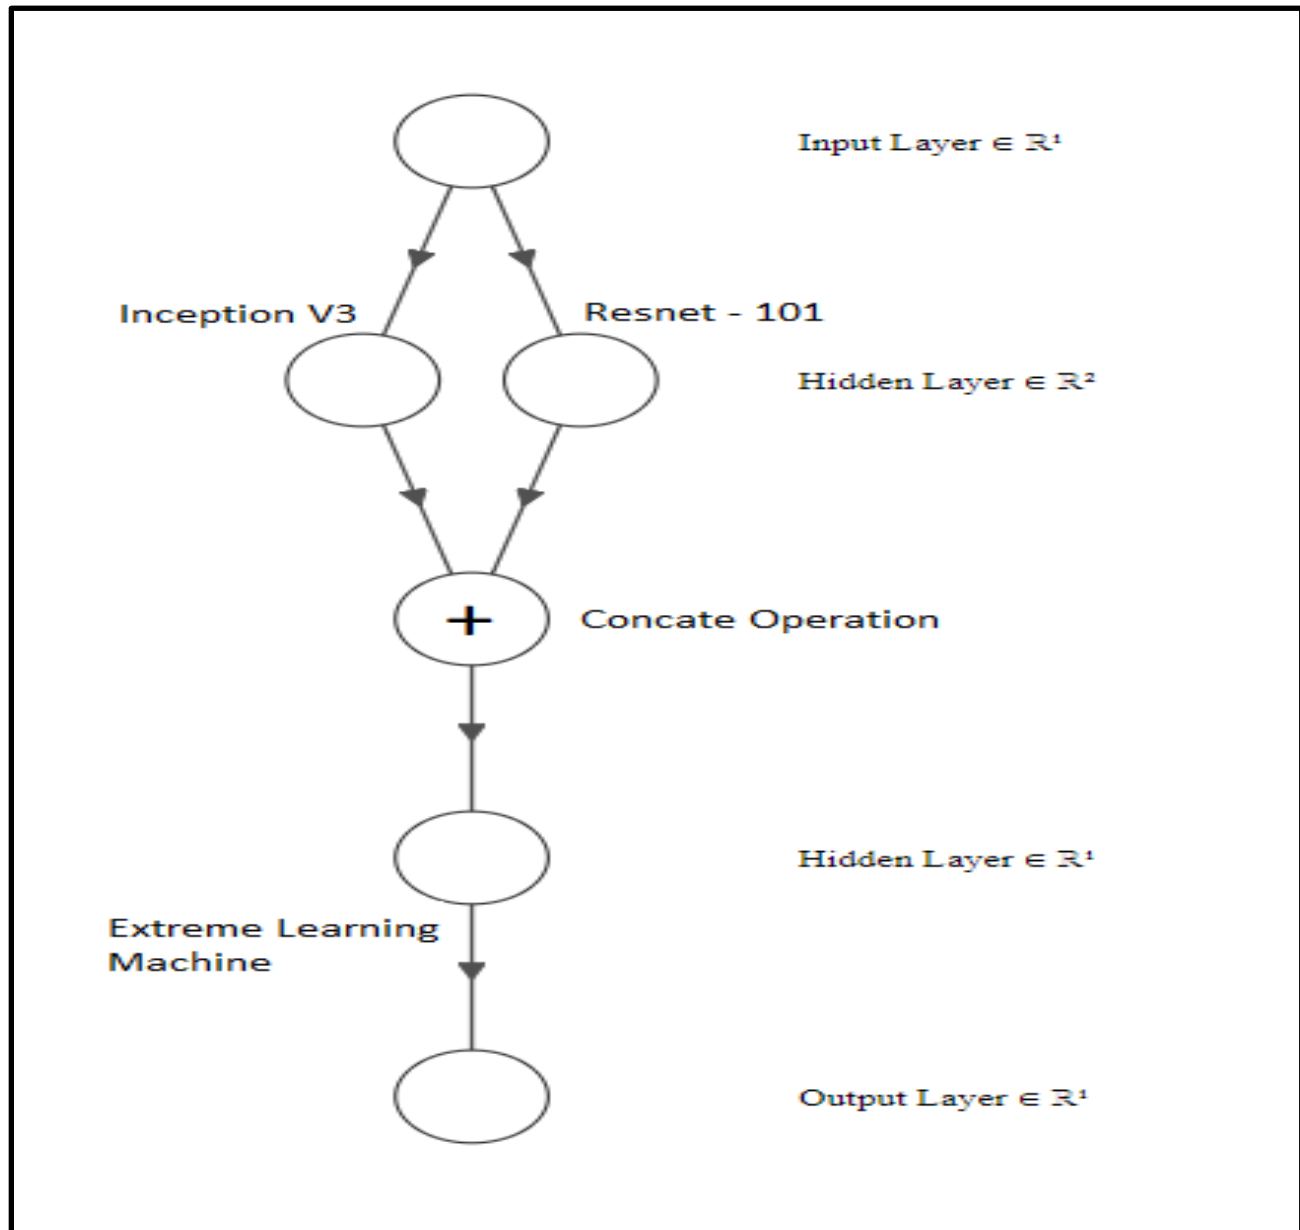 Input Layer ∈ ℝ¹
Inception V3
Resnet - 101
Hidden Layer ∈ ℝ²
+
Concate Operation
Hidden Layer ∈ ℝ¹
Extreme Learning
Machine
Output Layer ∈ ℝ¹